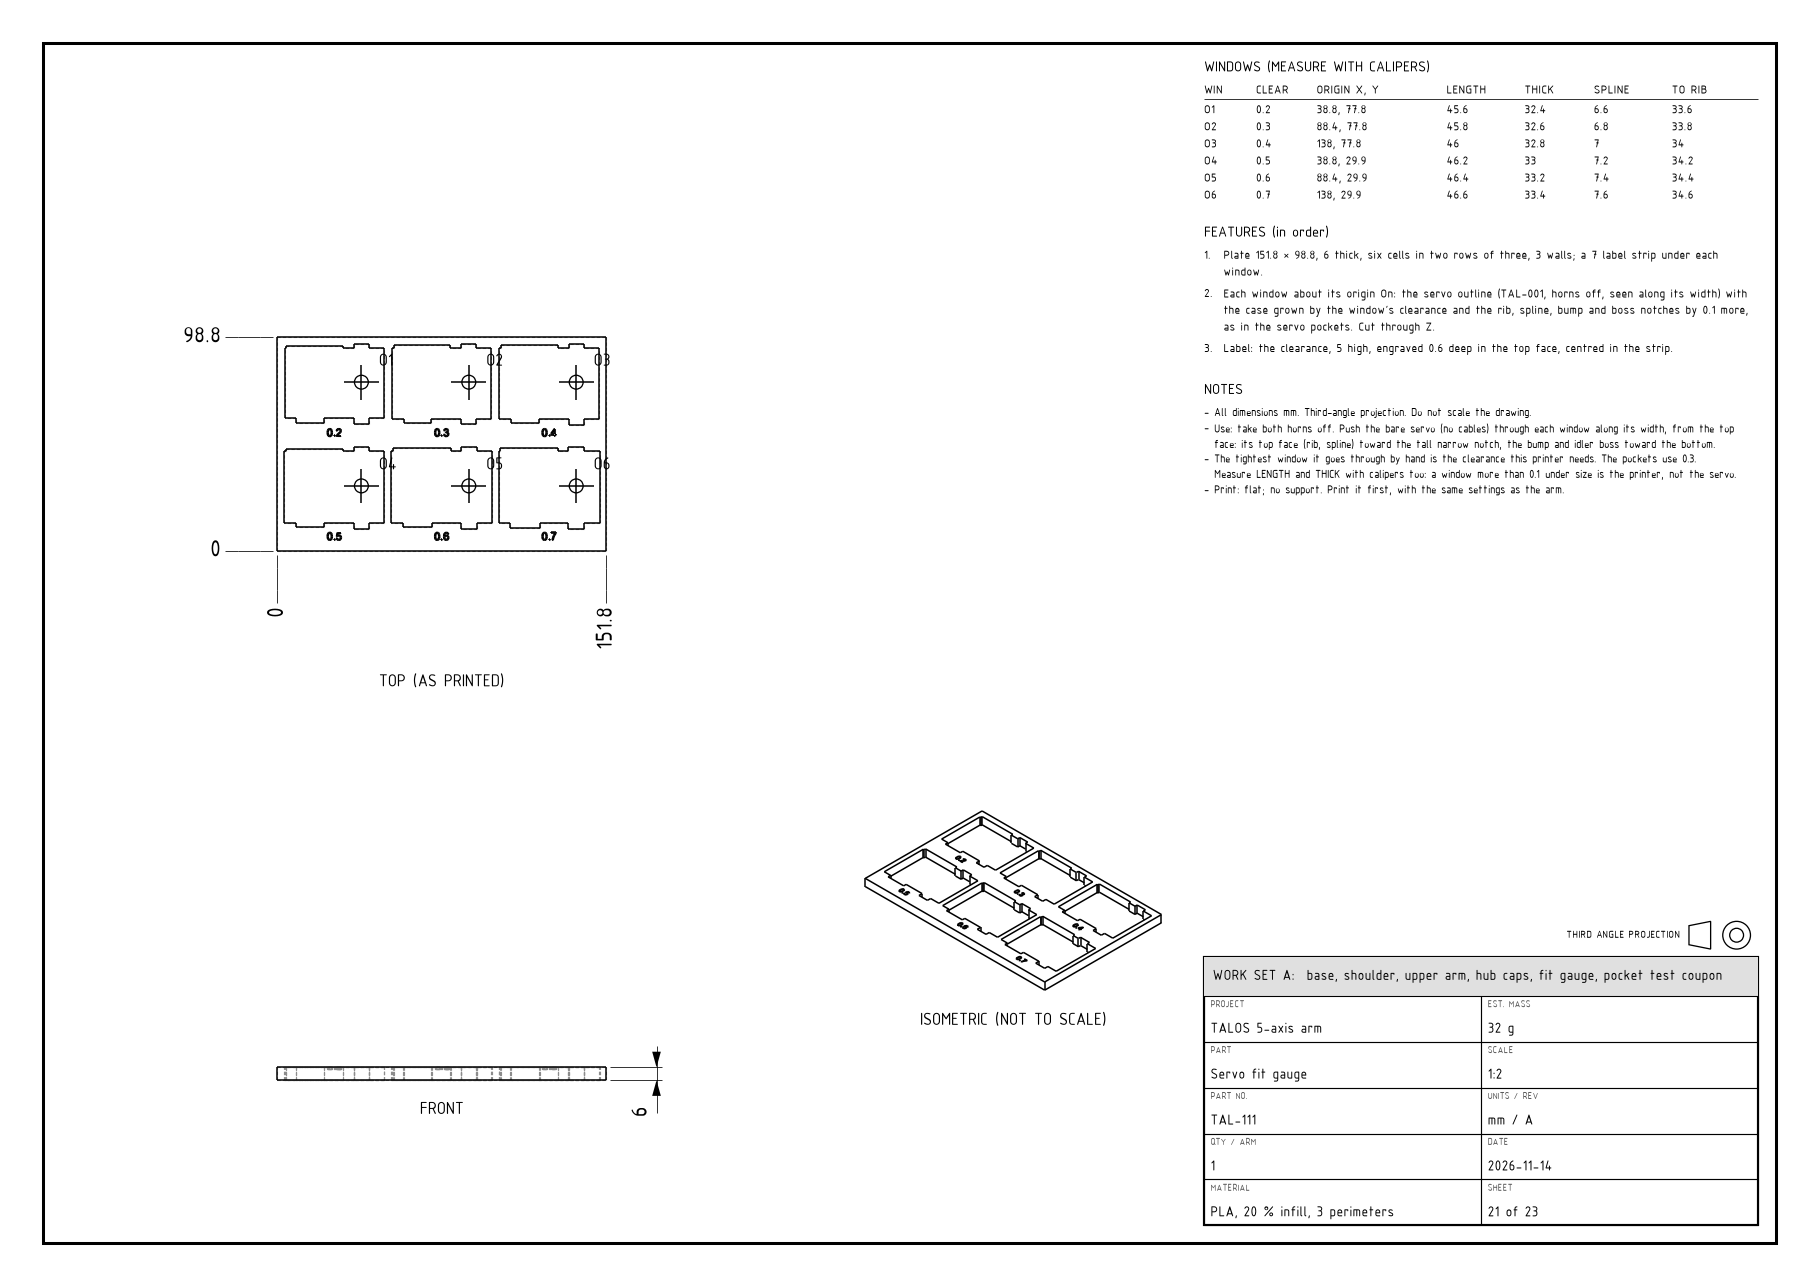 WINDOWS (MEASURE WITH CALIPERS)
WIN CLEAR ORIGIN X, Y LENGTH THICK SPLINE TO RIB
01 0.2 38.8, 77.8 45.6 32.4 6.6 33.6
02 0.3 88.4, 77.8 45.8 32.6 6.8 33.8
03 0.4 138, 77.8 46 32.8 7 34
04 0.5 38.8, 29.9 46.2 33 7.2 34.2
05 0.6 88.4, 29.9 46.4 33.2 7.4 34.4
06 0.7 138, 29.9 46.6 33.4 7.6 34.6
FEATURES (in order)
1. Plate 151.8 × 98.8, 6 thick, six cells in two rows of three, 3 walls; a 7 label strip under each
window.
2. Each window about its origin On: the servo outline (TAL-001, horns off, seen along its width) with
the case grown by the window's clearance and the rib, spline, bump and boss notches by 0.1 more,
as in the servo pockets. Cut through Z.
3. Label: the clearance, 5 high, engraved 0.6 deep in the top face, centred in the strip.
NOTES
- All dimensions mm. Third-angle projection. Do not scale the drawing.
- Use: take both horns off. Push the bare servo (no cables) through each window along its width, from the top
face: its top face (rib, spline) toward the tall narrow notch, the bump and idler boss toward the bottom.
- The tightest window it goes through by hand is the clearance this printer needs. The pockets use 0.3.
Measure LENGTH and THICK with calipers too: a window more than 0.1 under size is the printer, not the servo.
- Print: flat; no support. Print it first, with the same settings as the arm.
98.8
01 02 03
0.2 0.3 0.4
04 05 06
0.5 0.6 0.7
0
0
151.8
TOP (AS PRINTED)
0.2
0.3
0.4
0.5
0.6
0.7
ISOMETRIC (NOT TO SCALE)
6
FRONT
THIRD ANGLE PROJECTION
WORK SET A: base, shoulder, upper arm, hub caps, fit gauge, pocket test coupon
PROJECT
TALOS 5-axis arm
EST. MASS
32 g
PART
Servo fit gauge
SCALE
1:2
PART NO.
TAL-111
UNITS / REV
mm / A
QTY / ARM
1
DATE
2026-11-14
MATERIAL
PLA, 20 % infill, 3 perimeters
SHEET
21 of 23